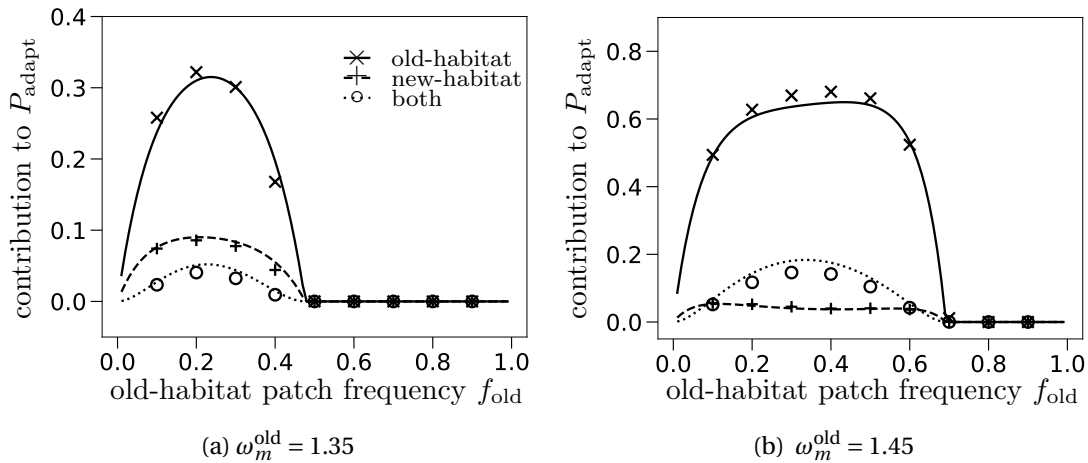 0.4
0.3
0.2
0.1
0.0
contribution to P_adapt
old-habitat
new-habitat
both
0.0 0.2 0.4 0.6 0.8 1.0
old-habitat patch frequency f_old
(a) ω_m^old = 1.35
0.8
0.6
0.4
0.2
0.0
contribution to P_adapt
0.0 0.2 0.4 0.6 0.8 1.0
old-habitat patch frequency f_old
(b) ω_m^old = 1.45